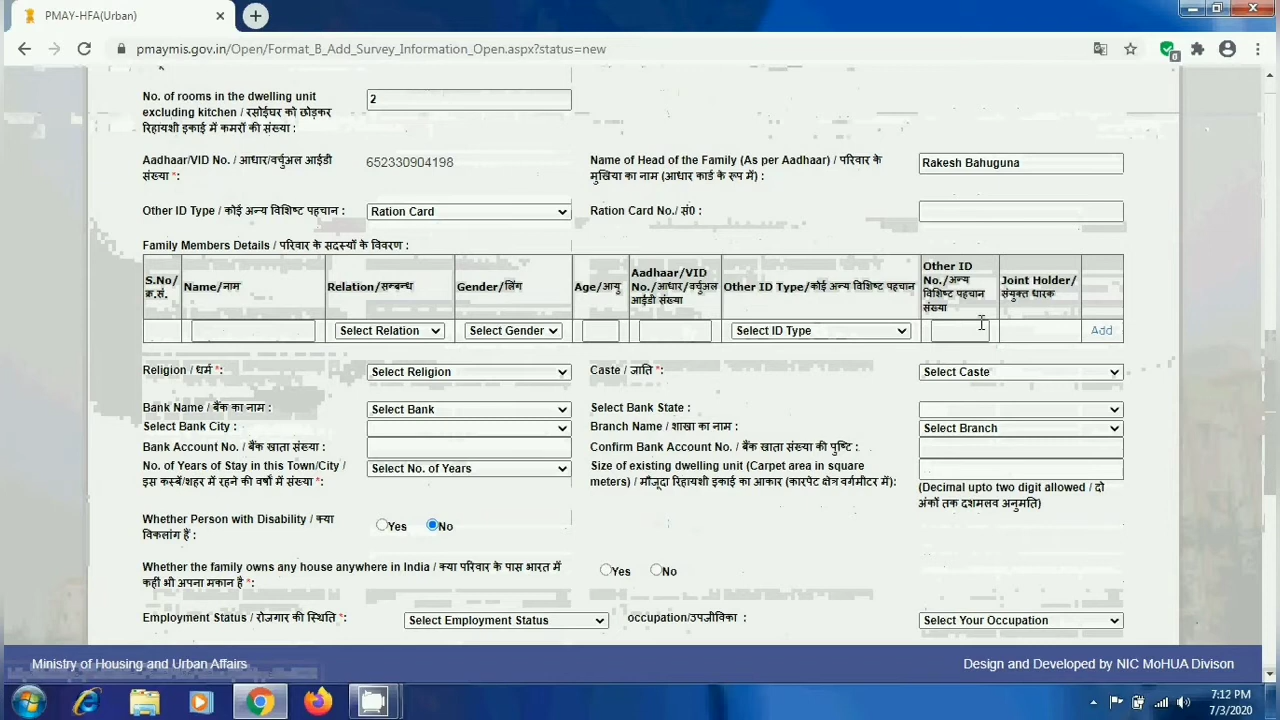 PMAY-HFA(Urban)
pmaymis.gov.in/Open/Format_B_Add_Survey_Information_Open.aspx?status=new
No. of rooms in the dwelling unit
excluding kitchen / रसोईघर को छोड़कर
रिहायशी इकाई में कमरों की संख्या :
2
Aadhaar/VID No. / आधार/वर्चुअल आईडी
संख्या *:
652330904198
Name of Head of the Family (As per Aadhaar) / परिवार के
मुखिया का नाम (आधार कार्ड के रूप में) :
Rakesh Bahuguna
Other ID Type / कोई अन्य विशिष्ट पहचान :
Ration Card
Ration Card No./ सं0 :
Family Members Details / परिवार के सदस्यों के विवरण :
S.No/
क्र.सं.
Name/नाम
Relation/सम्बन्ध
Gender/लिंग
Age/आयु
Aadhaar/VID
No./आधार/वर्चुअल
आईडी संख्या
Other ID Type/कोई अन्य विशिष्ट पहचान
Other ID
No./अन्य
विशिष्ट पहचान
संख्या
Joint Holder/
संयुक्त धारक
Select Relation
Select Gender
Select ID Type
Add
Religion / धर्म *:
Select Religion
Caste / जाति *:
Select Caste
Bank Name / बैंक का नाम :
Select Bank
Select Bank State :
Select Bank City :
Branch Name / शाखा का नाम :
Select Branch
Bank Account No. / बैंक खाता संख्या :
Confirm Bank Account No. / बैंक खाता संख्या की पुष्टि :
No. of Years of Stay in this Town/City /
इस कस्बे/शहर में रहने की वर्षों में संख्या *:
Select No. of Years
Size of existing dwelling unit (Carpet area in square
meters) / मौजूदा रिहायशी इकाई का आकार (कारपेट क्षेत्र वर्गमीटर में):
(Decimal upto two digit allowed / दो
अंकों तक दशमलव अनुमति)
Whether Person with Disability / क्या
विकलांग हैं :
Yes
No
Whether the family owns any house anywhere in India / क्या परिवार के पास भारत में
कहीं भी अपना मकान है *:
Yes
No
Employment Status / रोजगार की स्थिति *:
Select Employment Status
occupation/उपजीविका :
Select Your Occupation
Ministry of Housing and Urban Affairs
Design and Developed by NIC MoHUA Divison
7:12 PM
7/3/2020